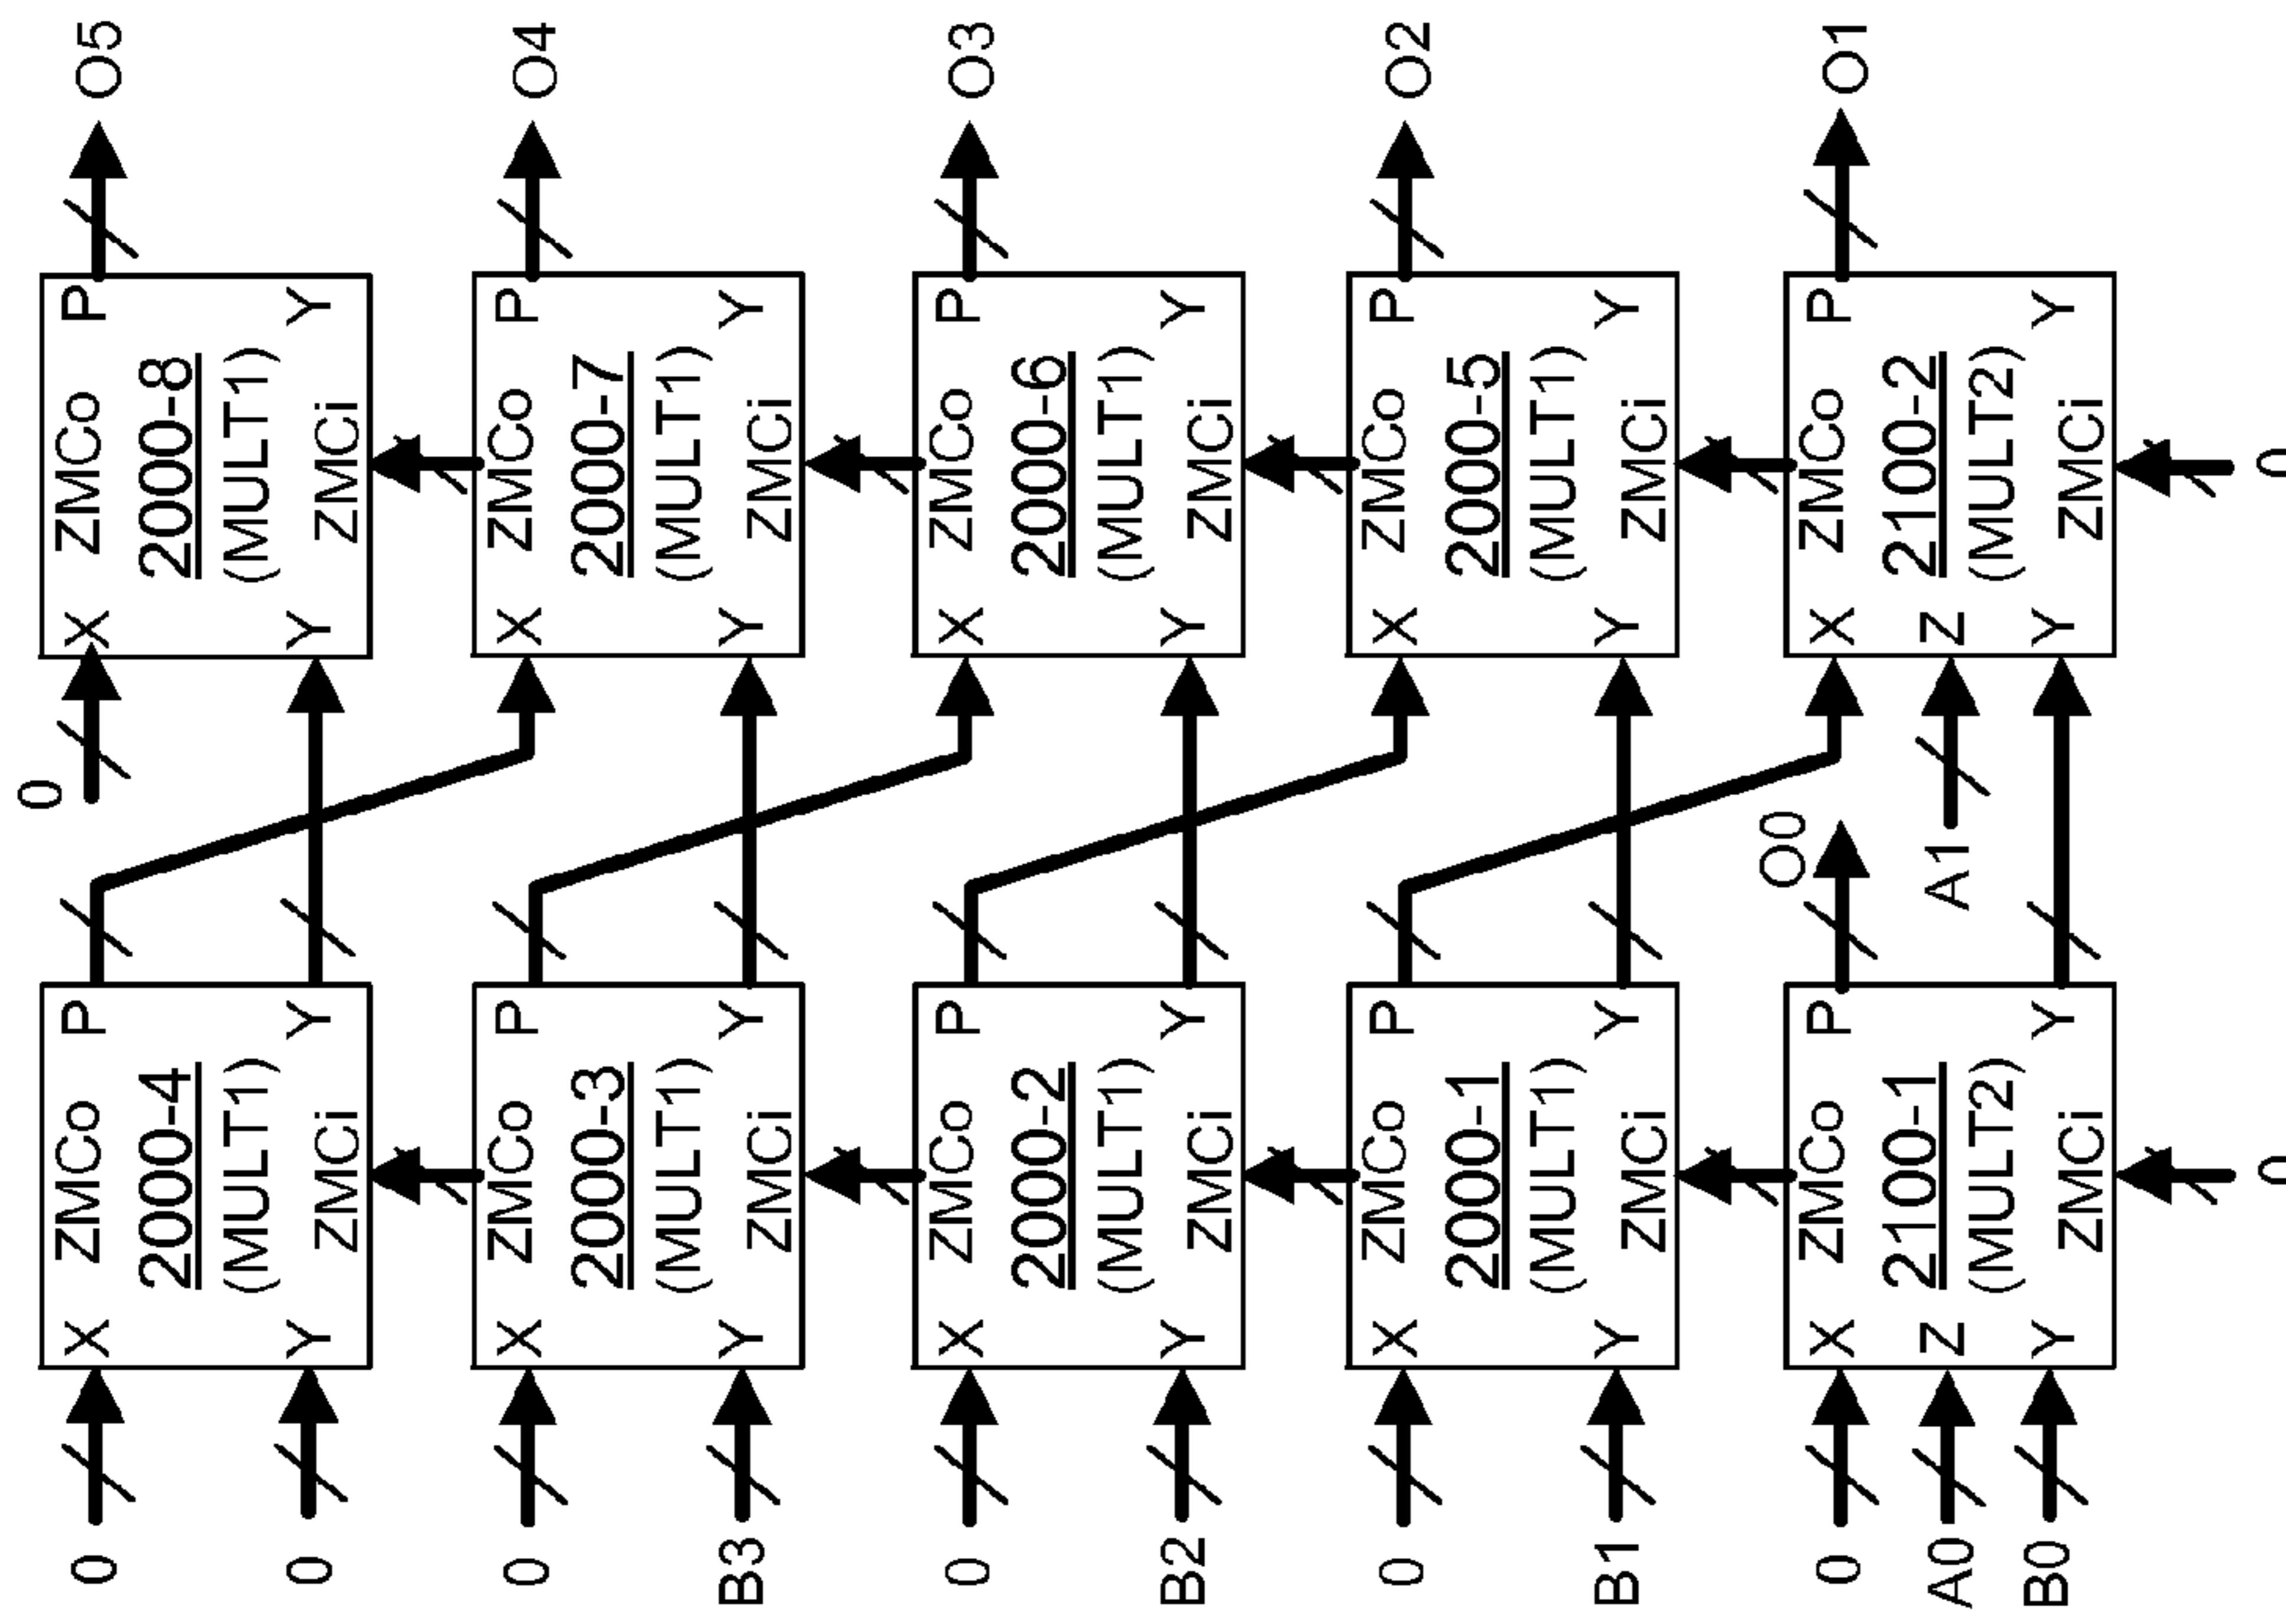 O5
O4
O3
O2
O1
X ZMCo P
2000-8
(MULT1)
Y ZMCi Y
X ZMCo P
2000-7
(MULT1)
Y ZMCi Y
X ZMCo P
2000-6
(MULT1)
Y ZMCi Y
X ZMCo P
2000-5
(MULT1)
Y ZMCi Y
X ZMCo P
Z 2100-2
(MULT2)
Y ZMCi Y
0
0
O0
A1
X ZMCo P
2000-4
(MULT1)
Y ZMCi Y
X ZMCo P
2000-3
(MULT1)
Y ZMCi Y
X ZMCo P
2000-2
(MULT1)
Y ZMCi Y
X ZMCo P
2000-1
(MULT1)
Y ZMCi Y
X ZMCo P
Z 2100-1
(MULT2)
Y ZMCi Y
0
0
0
0
B3
0
B2
0
B1
0
A0
B0